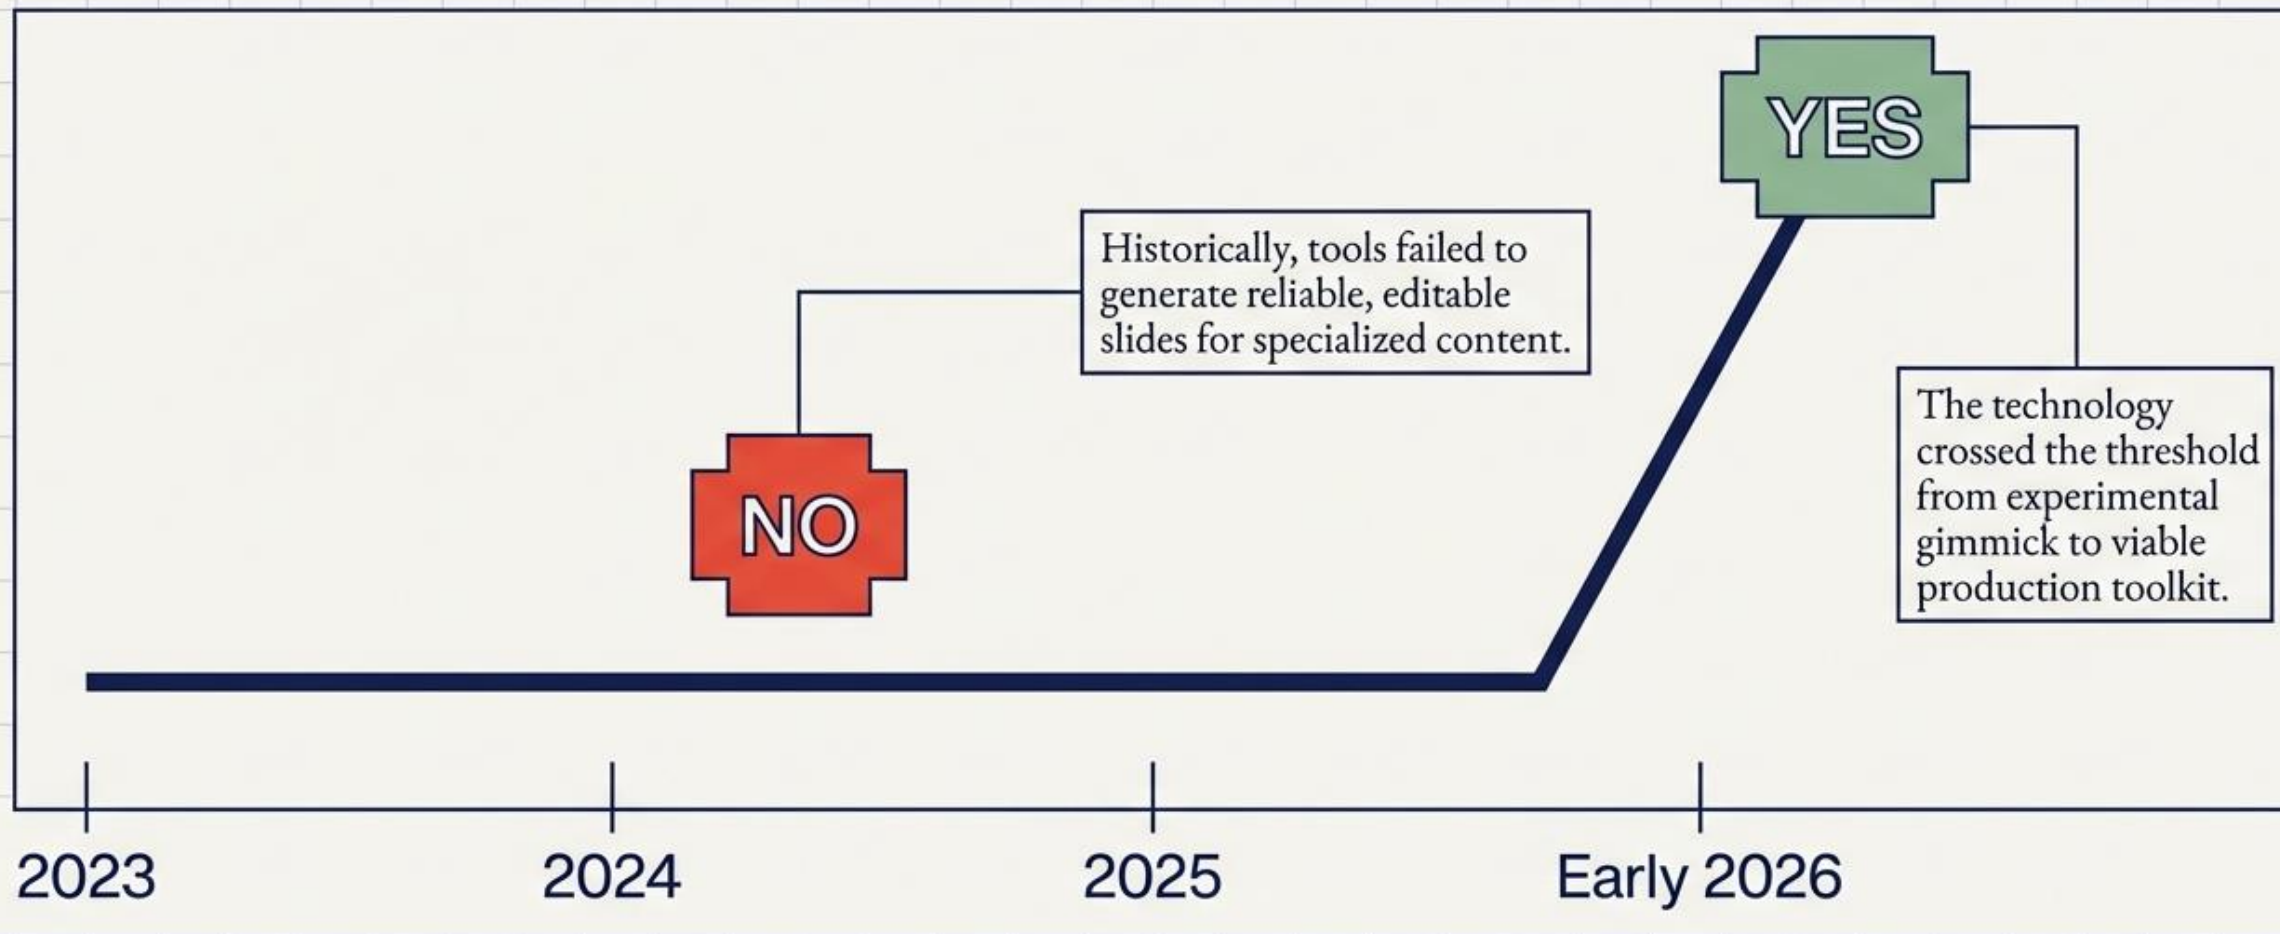 YES
Historically, tools failed to
generate reliable, editable
slides for specialized content.
NO
The technology
crossed the threshold
from experimental
gimmick to viable
production toolkit.
2023
2024
2025
Early 2026